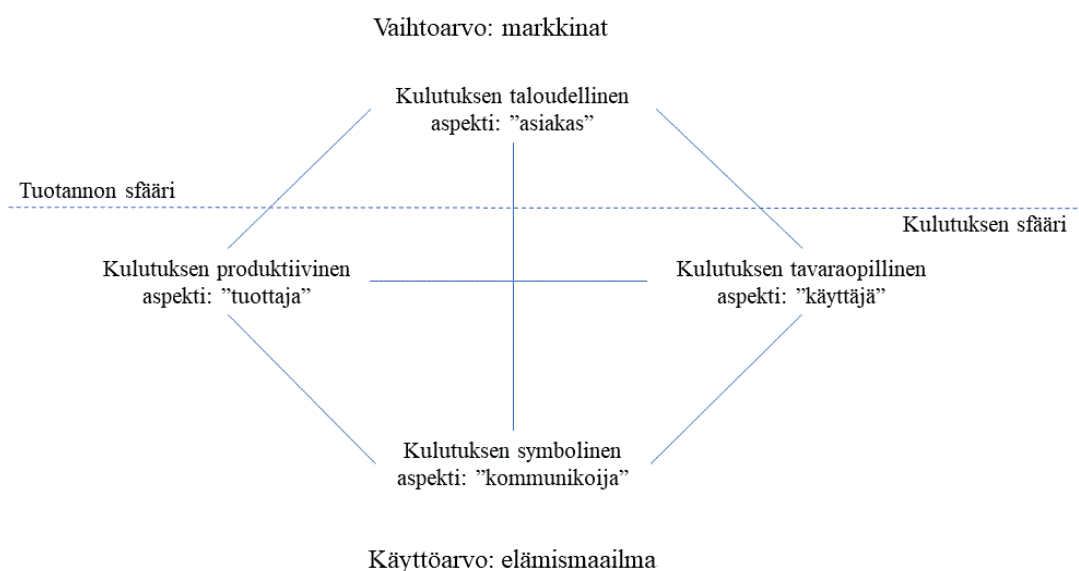 Vaihtoarvo: markkinat
Kulutuksen taloudellinen
aspekti: ”asiakas”
Tuotannon sfääri
Kulutuksen sfääri
Kulutuksen produktiivinen
aspekti: ”tuottaja”
Kulutuksen tavaraopillinen
aspekti: ”käyttäjä”
Kulutuksen symbolinen
aspekti: ”kommunikoija”
Käyttöarvo: elämismaailma